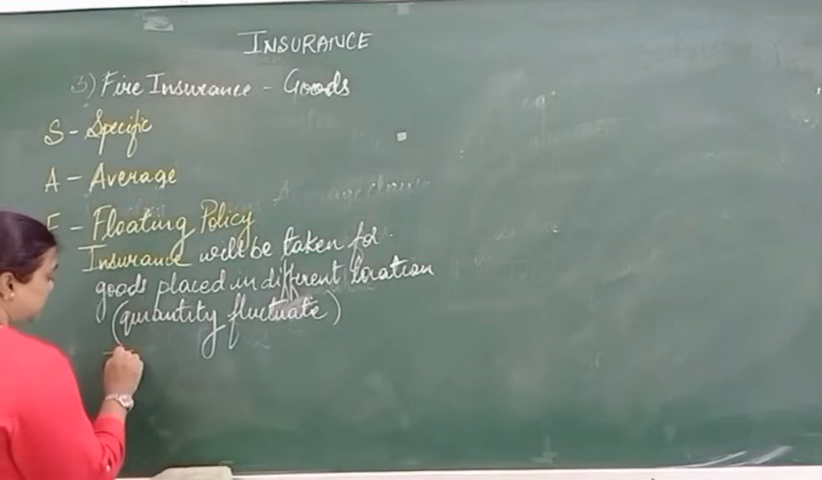 INSURANCE
3) Fire Insurance - Goods
S - Specific
A - Average
F - Floating Policy
Insurance will be taken for
goods placed in different location
(quantity fluctuate)